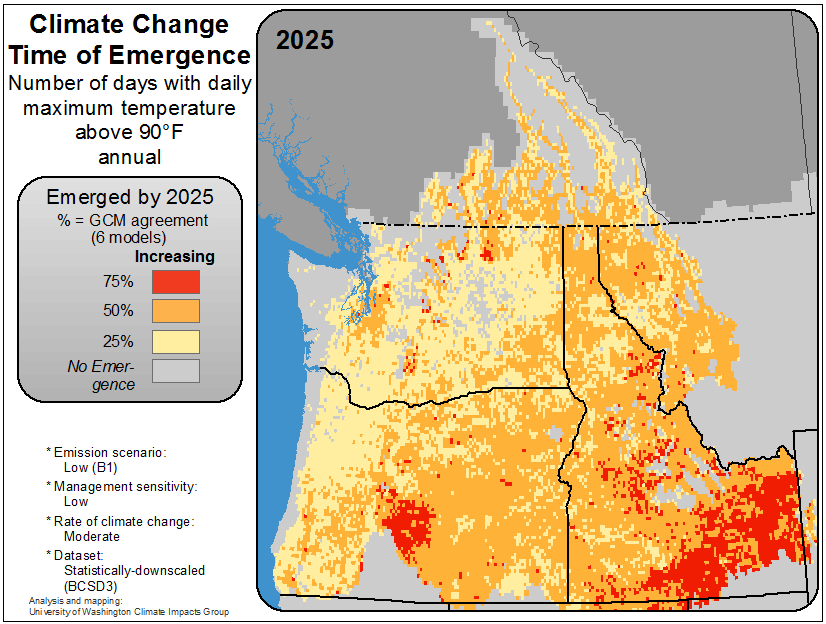 Climate Change
Time of Emergence
Number of days with daily
maximum temperature
above 90°F
annual
2025
Emerged by 2025
% = GCM agreement
(6 models)
Increasing
75%
50%
25%
No Emer-
gence
* Emission scenario:
Low (B1)
* Management sensitivity:
Low
* Rate of climate change:
Moderate
* Dataset:
Statistically-downscaled
(BCSD3)
Analysis and mapping:
University of Washington Climate Impacts Group